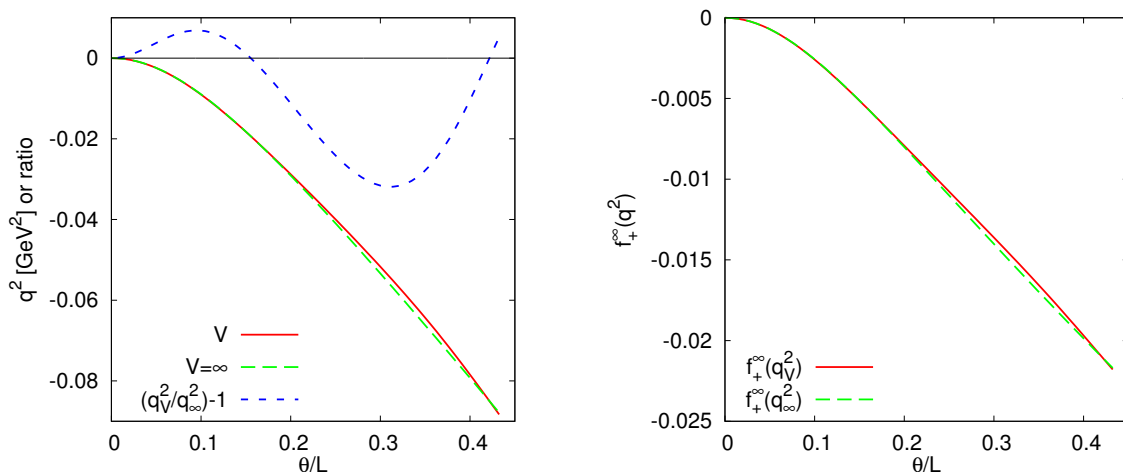 0
-0.02
-0.04
-0.06
-0.08
q² [GeV²] or ratio
V
V=∞
(q²_V/q²_∞)-1
0 0.1 0.2 0.3 0.4
θ/L
0
-0.005
-0.01
-0.015
-0.02
-0.025
f₊^∞(q²)
f₊^∞(q²_V)
f₊^∞(q²_∞)
0 0.1 0.2 0.3 0.4
θ/L